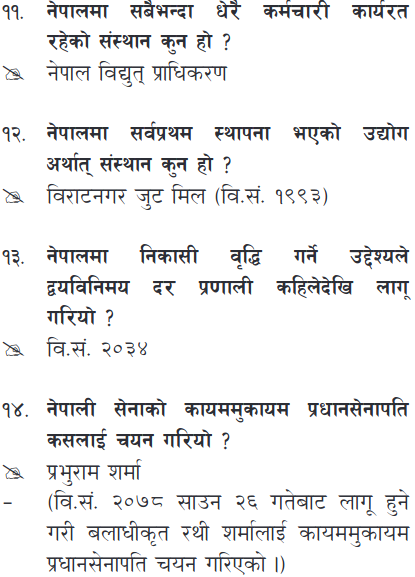 ११. नेपालमा सबैभन्दा धेरै कर्मचारी कार्यरत
रहेको संस्थान कुन हो ?
नेपाल विद्युत् प्राधिकरण
१२. नेपालमा सर्वप्रथम स्थापना भएको उद्योग
अर्थात् संस्थान कुन हो ?
विराटनगर जुट मिल (वि.सं. १९९३)
१३. नेपालमा निकासी वृद्धि गर्ने उद्देश्यले
द्वयविनिमय दर प्रणाली कहिलेदेखि लागू
गरियो ?
वि.सं. २०३४
१४. नेपाली सेनाको कायममुकायम प्रधानसेनापति
कसलाई चयन गरियो ?
प्रभुराम शर्मा
– (वि.सं. २०७८ साउन २६ गतेबाट लागू हुने
गरी बलाधीकृत रथी शर्मालाई कायममुकायम
प्रधानसेनापति चयन गरिएको ।)